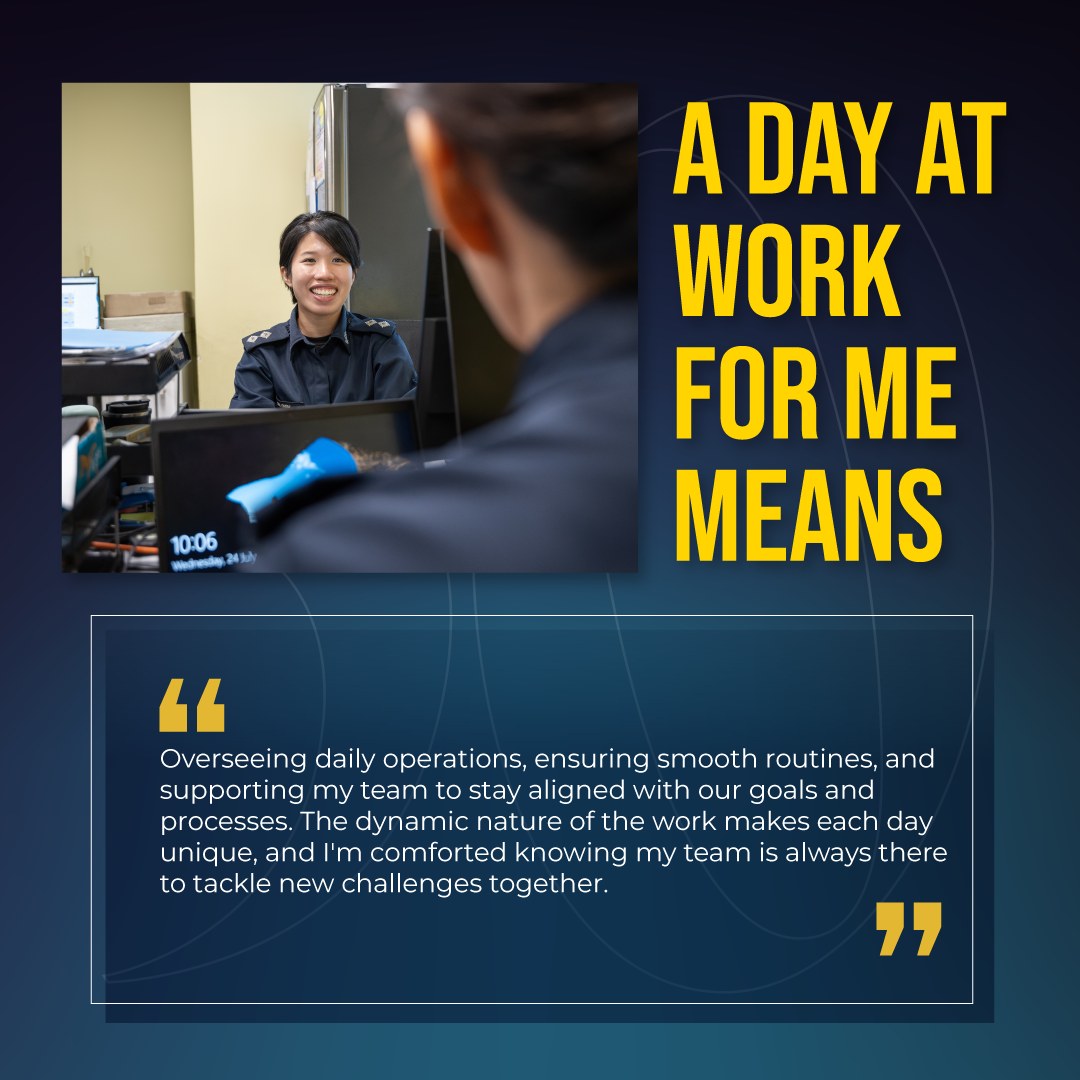 A DAY AT
WORK
FOR ME
MEANS
10:06
Wednesday, 24 July
“
Overseeing daily operations, ensuring smooth routines, and
supporting my team to stay aligned with our goals and
processes. The dynamic nature of the work makes each day
unique, and I'm comforted knowing my team is always there
to tackle new challenges together.
”